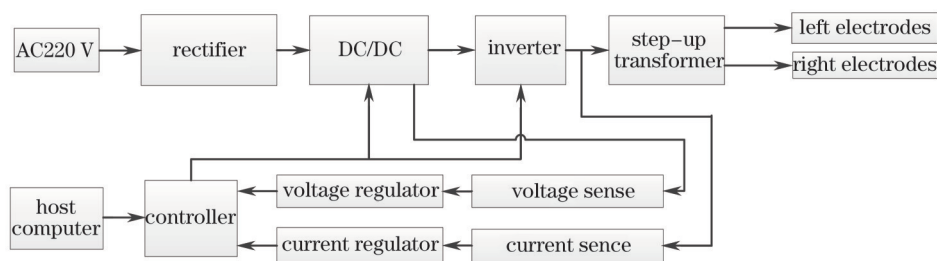 AC220 V
rectifier
DC/DC
inverter
step-up
transformer
left electrodes
right electrodes
host
computer
controller
voltage regulator
voltage sense
current regulator
current sence